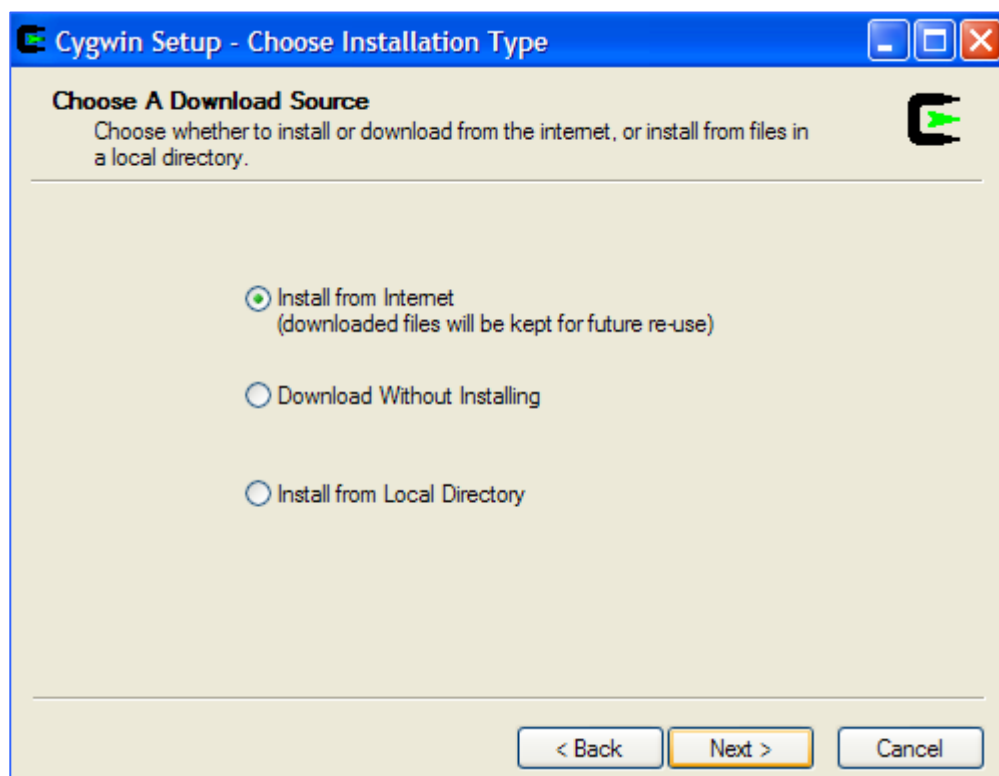 Cygwin Setup - Choose Installation Type
Choose A Download Source
Choose whether to install or download from the internet, or install from files in
a local directory.
Install from Internet
(downloaded files will be kept for future re-use)
Download Without Installing
Install from Local Directory
< Back Next > Cancel